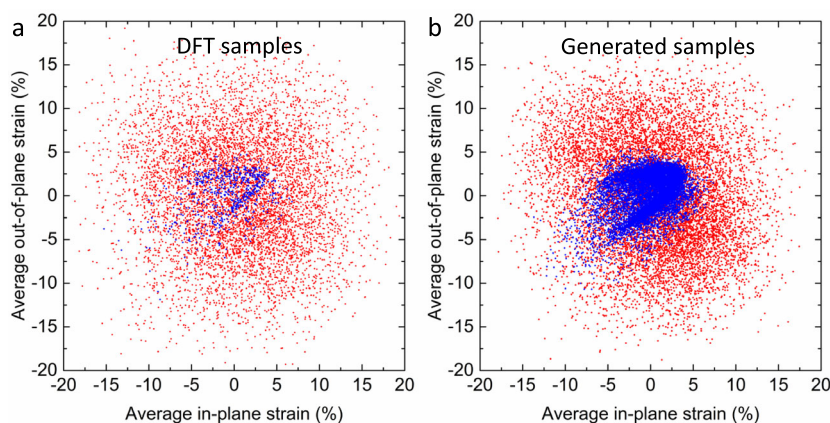 a
DFT samples
Average out-of-plane strain (%)
20
15
10
5
0
-5
-10
-15
-20
-20 -15 -10 -5 0 5 10 15 20
Average in-plane strain (%)
b
Generated samples
Average out-of-plane strain (%)
20
15
10
5
0
-5
-10
-15
-20
-20 -15 -10 -5 0 5 10 15 20
Average in-plane strain (%)